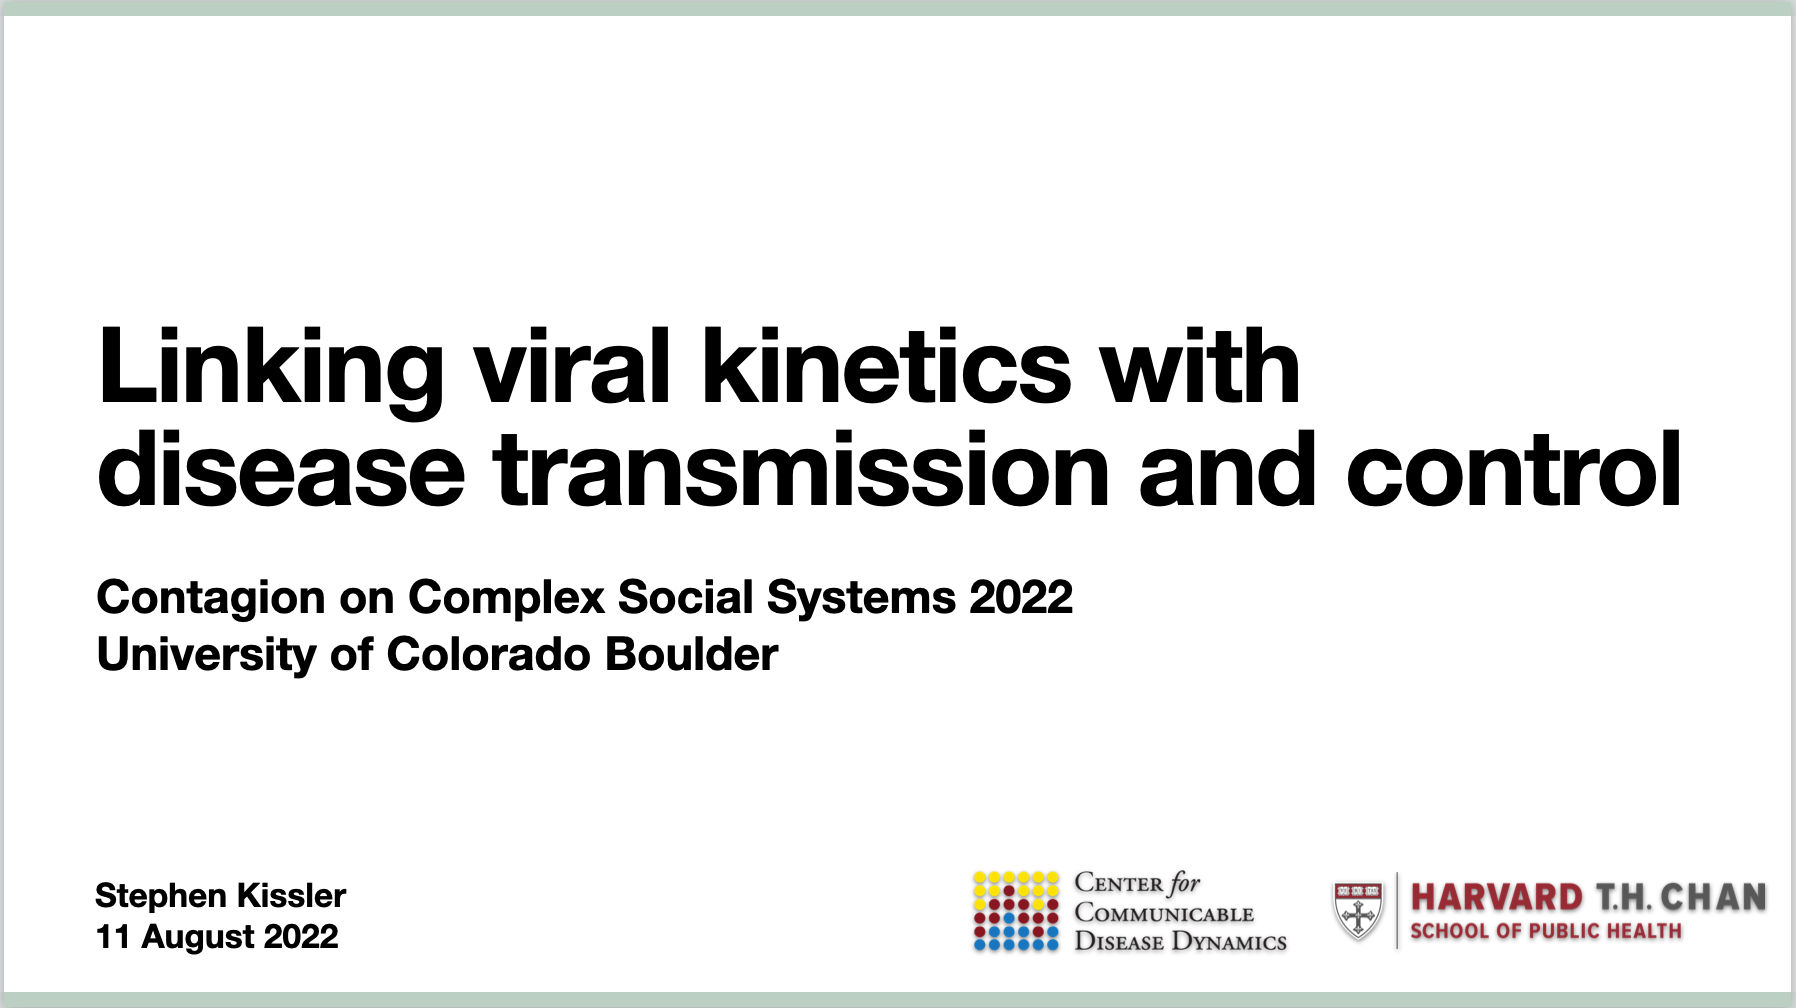 Linking viral kinetics with
disease transmission and control
Contagion on Complex Social Systems 2022
University of Colorado Boulder
Stephen Kissler
11 August 2022
CENTER for
COMMUNICABLE
DISEASE DYNAMICS
HARVARD T.H. CHAN
SCHOOL OF PUBLIC HEALTH